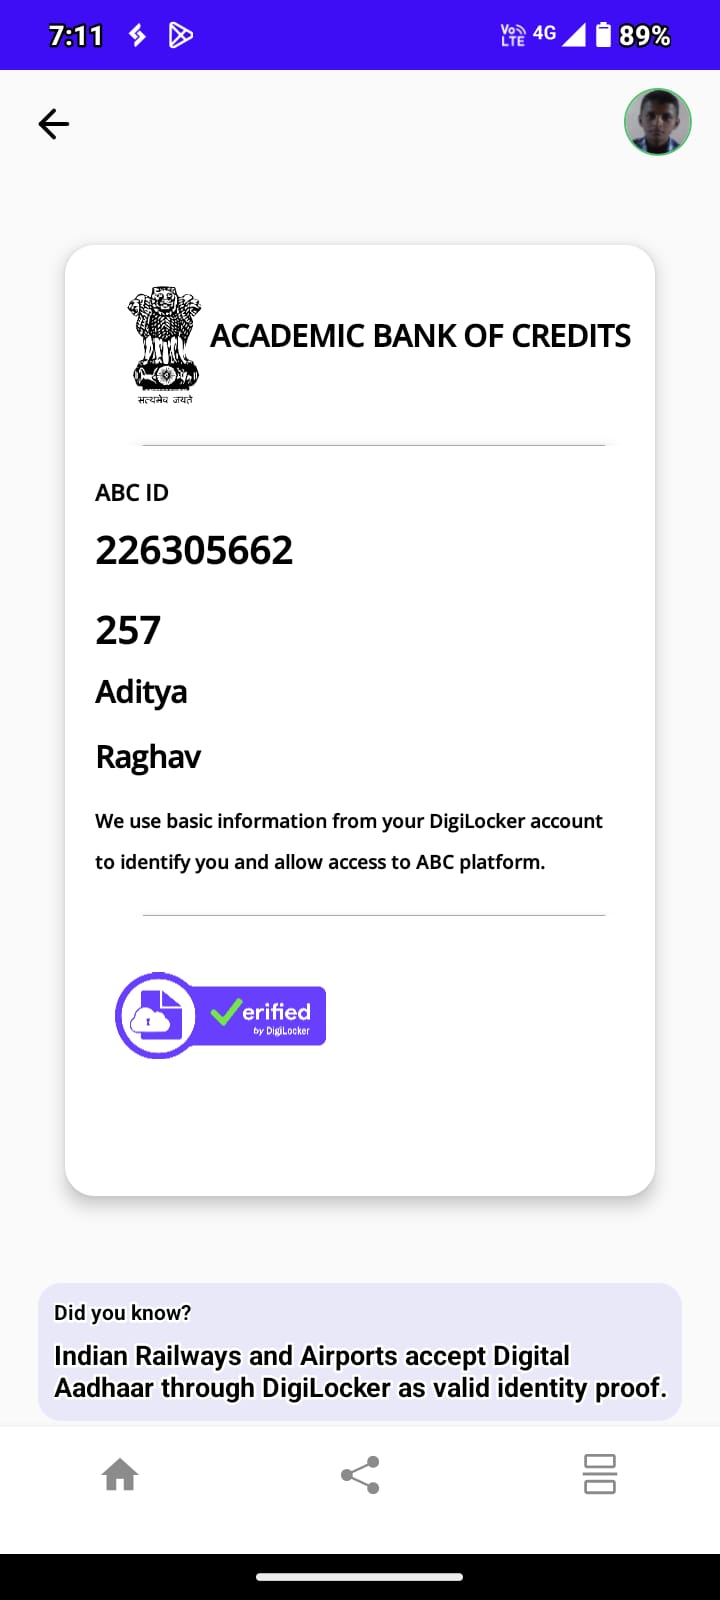 7:11 Vo LTE 4G 89%
ACADEMIC BANK OF CREDITS
सत्यमेव जयते
ABC ID
226305662
257
Aditya
Raghav
We use basic information from your DigiLocker account
to identify you and allow access to ABC platform.
erified
by DigiLocker
Did you know?
Indian Railways and Airports accept Digital
Aadhaar through DigiLocker as valid identity proof.